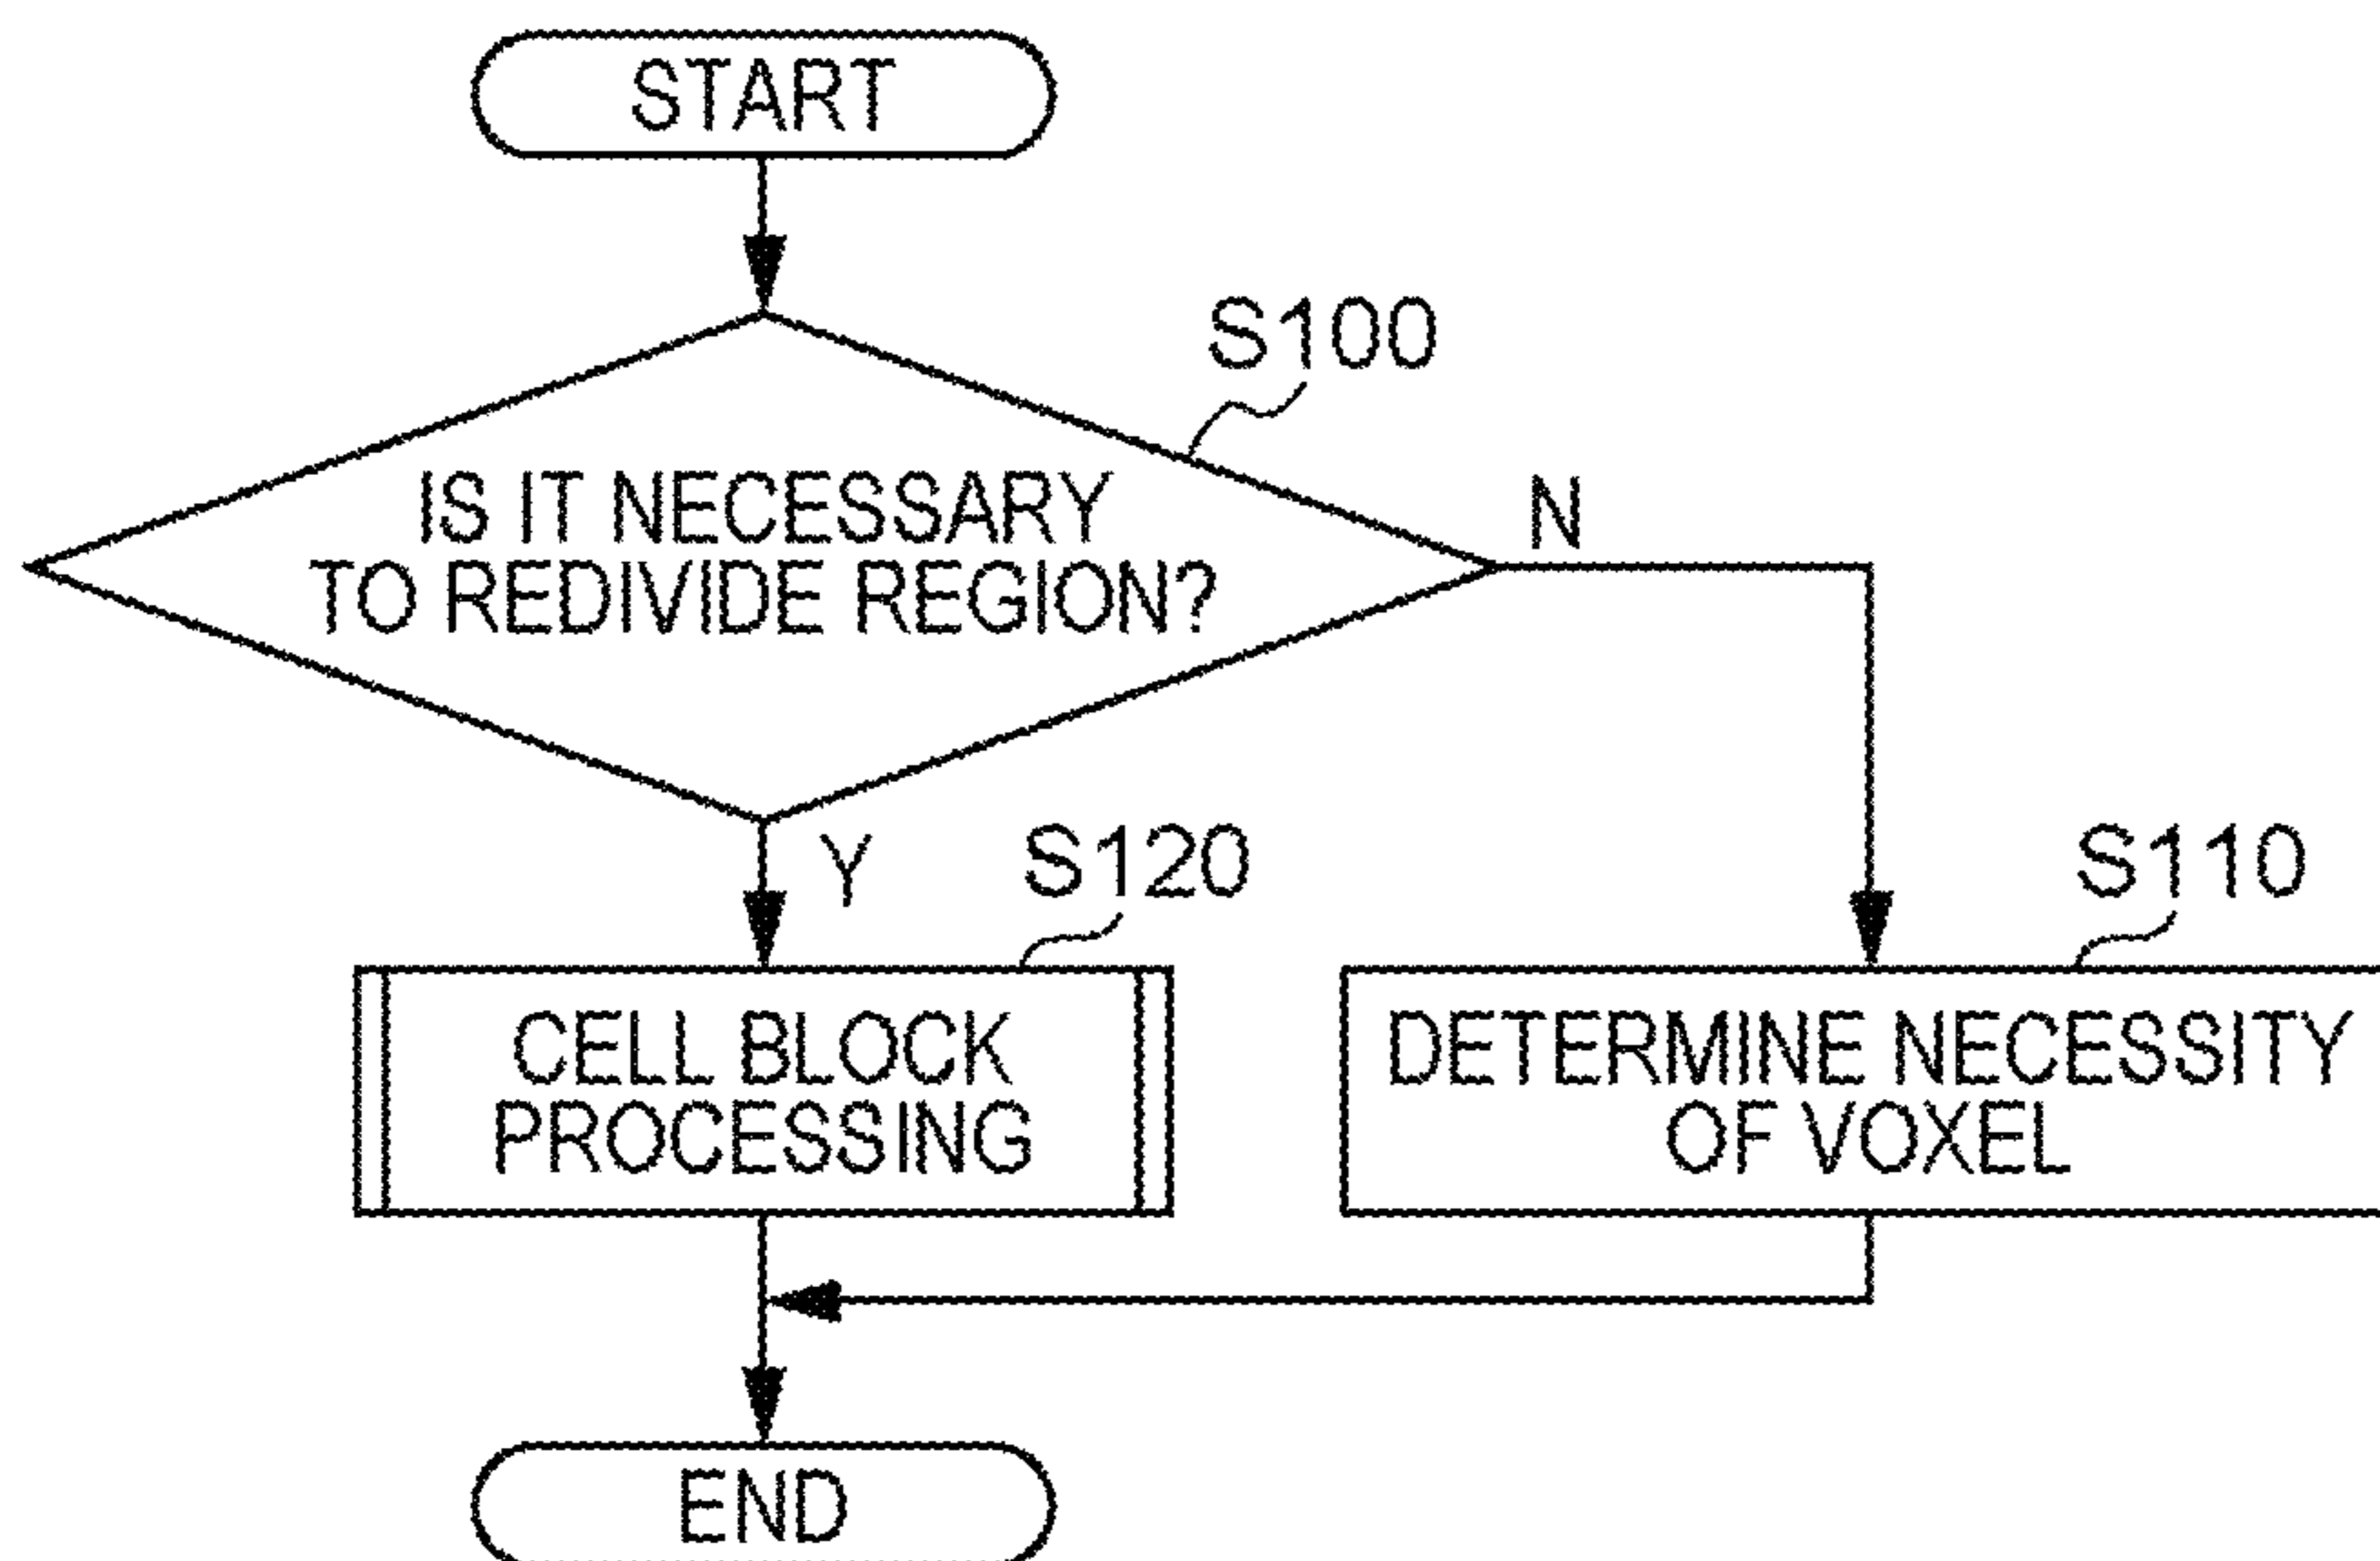 START
S100
IS IT NECESSARY
TO REDIVIDE REGION?
N
Y
S120
S110
CELL BLOCK
PROCESSING
DETERMINE NECESSITY
OF VOXEL
END